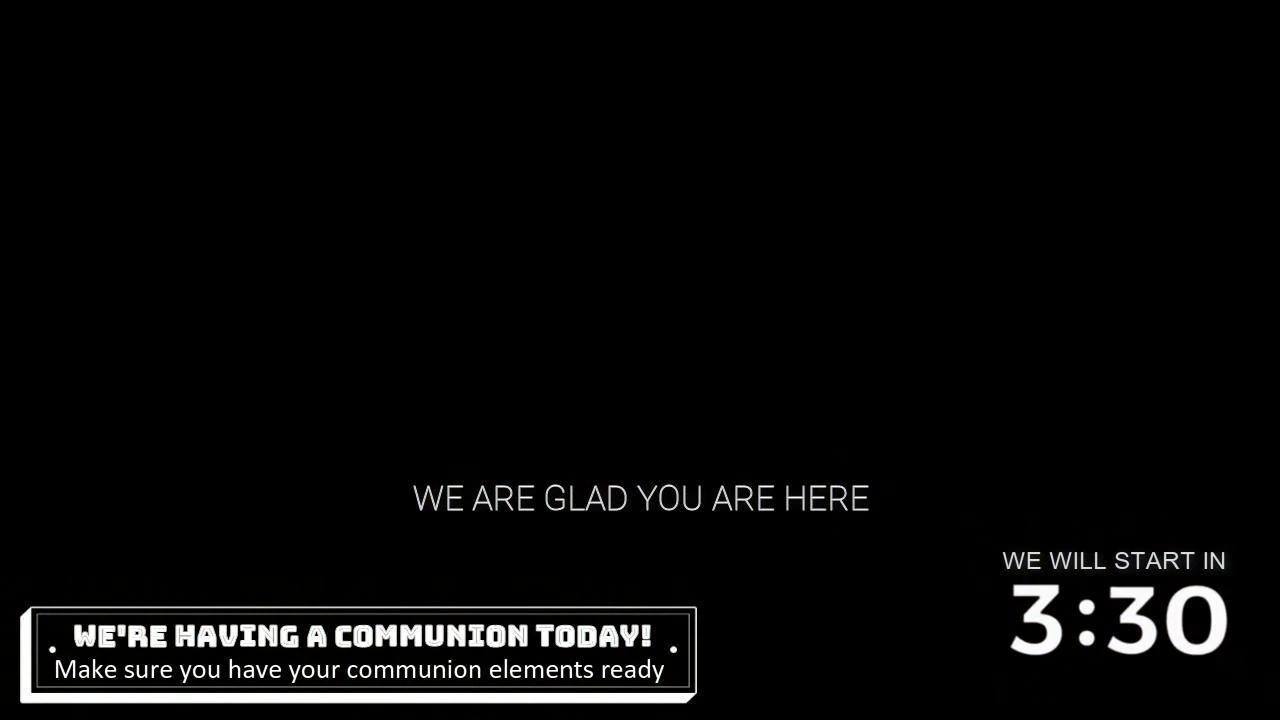 WE ARE GLAD YOU ARE HERE
WE WILL START IN
3:30
WE'RE HAVING A COMMUNION TODAY!
Make sure you have your communion elements ready